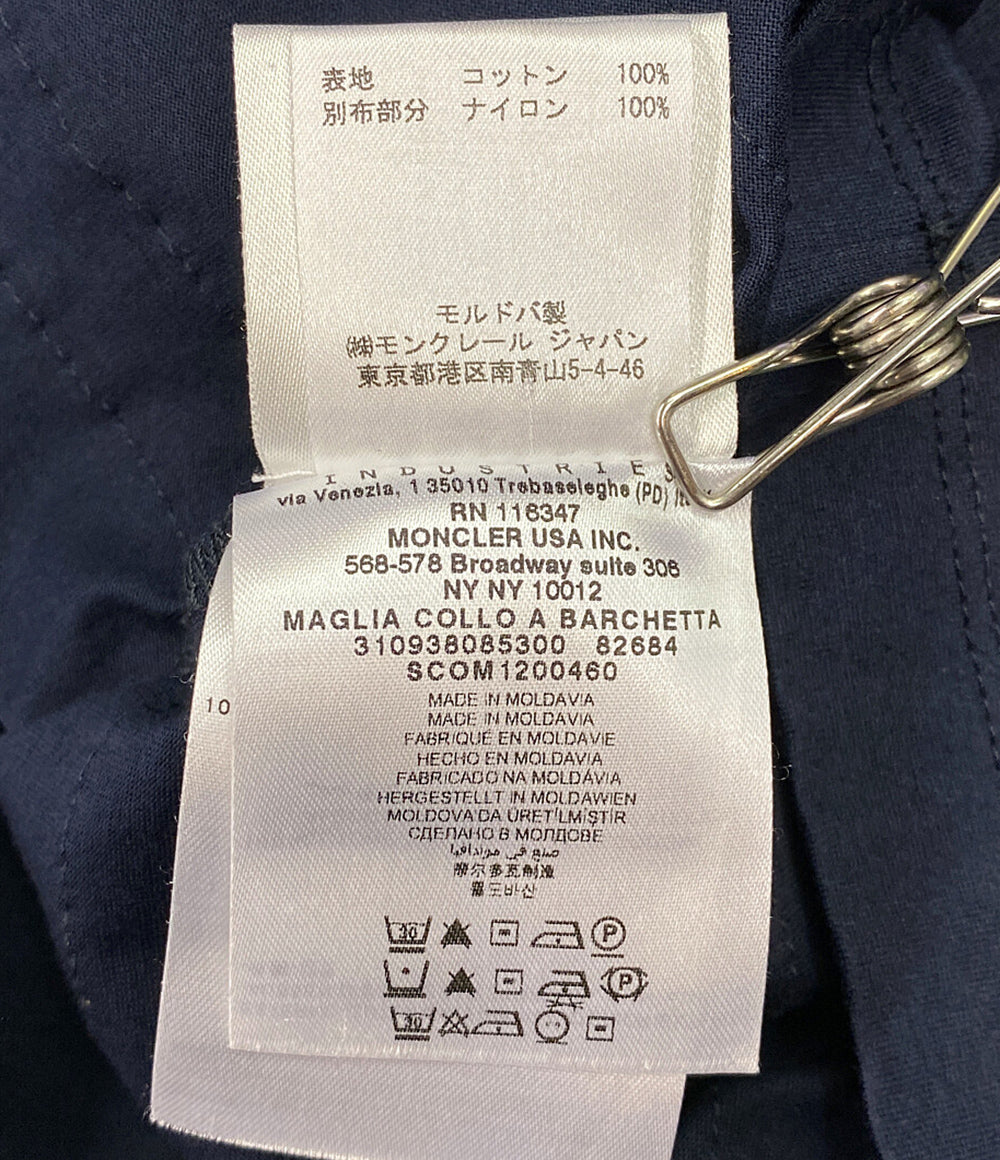 表地 コットン 100%
別布部分 ナイロン 100%
モルドバ製
㈱モンクレール ジャパン
東京都港区南青山5-4-46
INDUSTRIES
via Venezia, 1 35010 Trebaseleghe (PD)
RN 116347
MONCLER USA INC.
568-578 Broadway suite 306
NY NY 10012
MAGLIA COLLO A BARCHETTA
310938085300 82684
SCOM1200460
10
MADE IN MOLDAVIA
MADE IN MOLDAVIA
FABRIQUÉ EN MOLDAVIE
HECHO EN MOLDAVIA
FABRICADO NA MOLDÁVIA
HERGESTELLT IN MOLDAWIEN
MOLDOVA'DA ÜRETİLMİŞTİR
СДЕЛАНО В МОЛДОВЕ
صنع في مولدافيا
摩尔多瓦制造
몰도바산
30
P
P
30